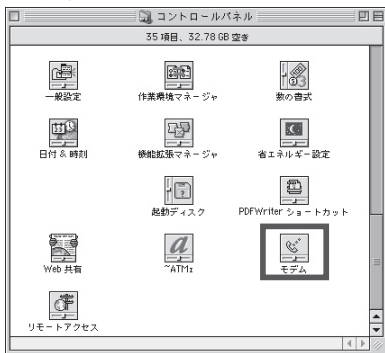 コントロールパネル
35 項目、32.78 GB 空き
一般設定
作業環境マネージャ
数の書式
日付 & 時刻
機能拡張マネージャ
省エネルギー設定
起動ディスク
PDFWriter ショートカット
Web 共有
~ATM™
モデム
リモートアクセス